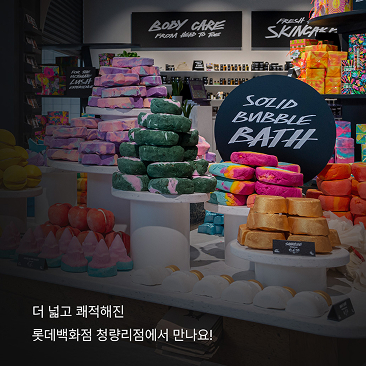 BODY CARE
FROM HEAD TO TOE
FRESH
SKINCARE
SOLID
BUBBLE
BATH
더 넓고 쾌적해진
롯데백화점 청량리점에서 만나요!